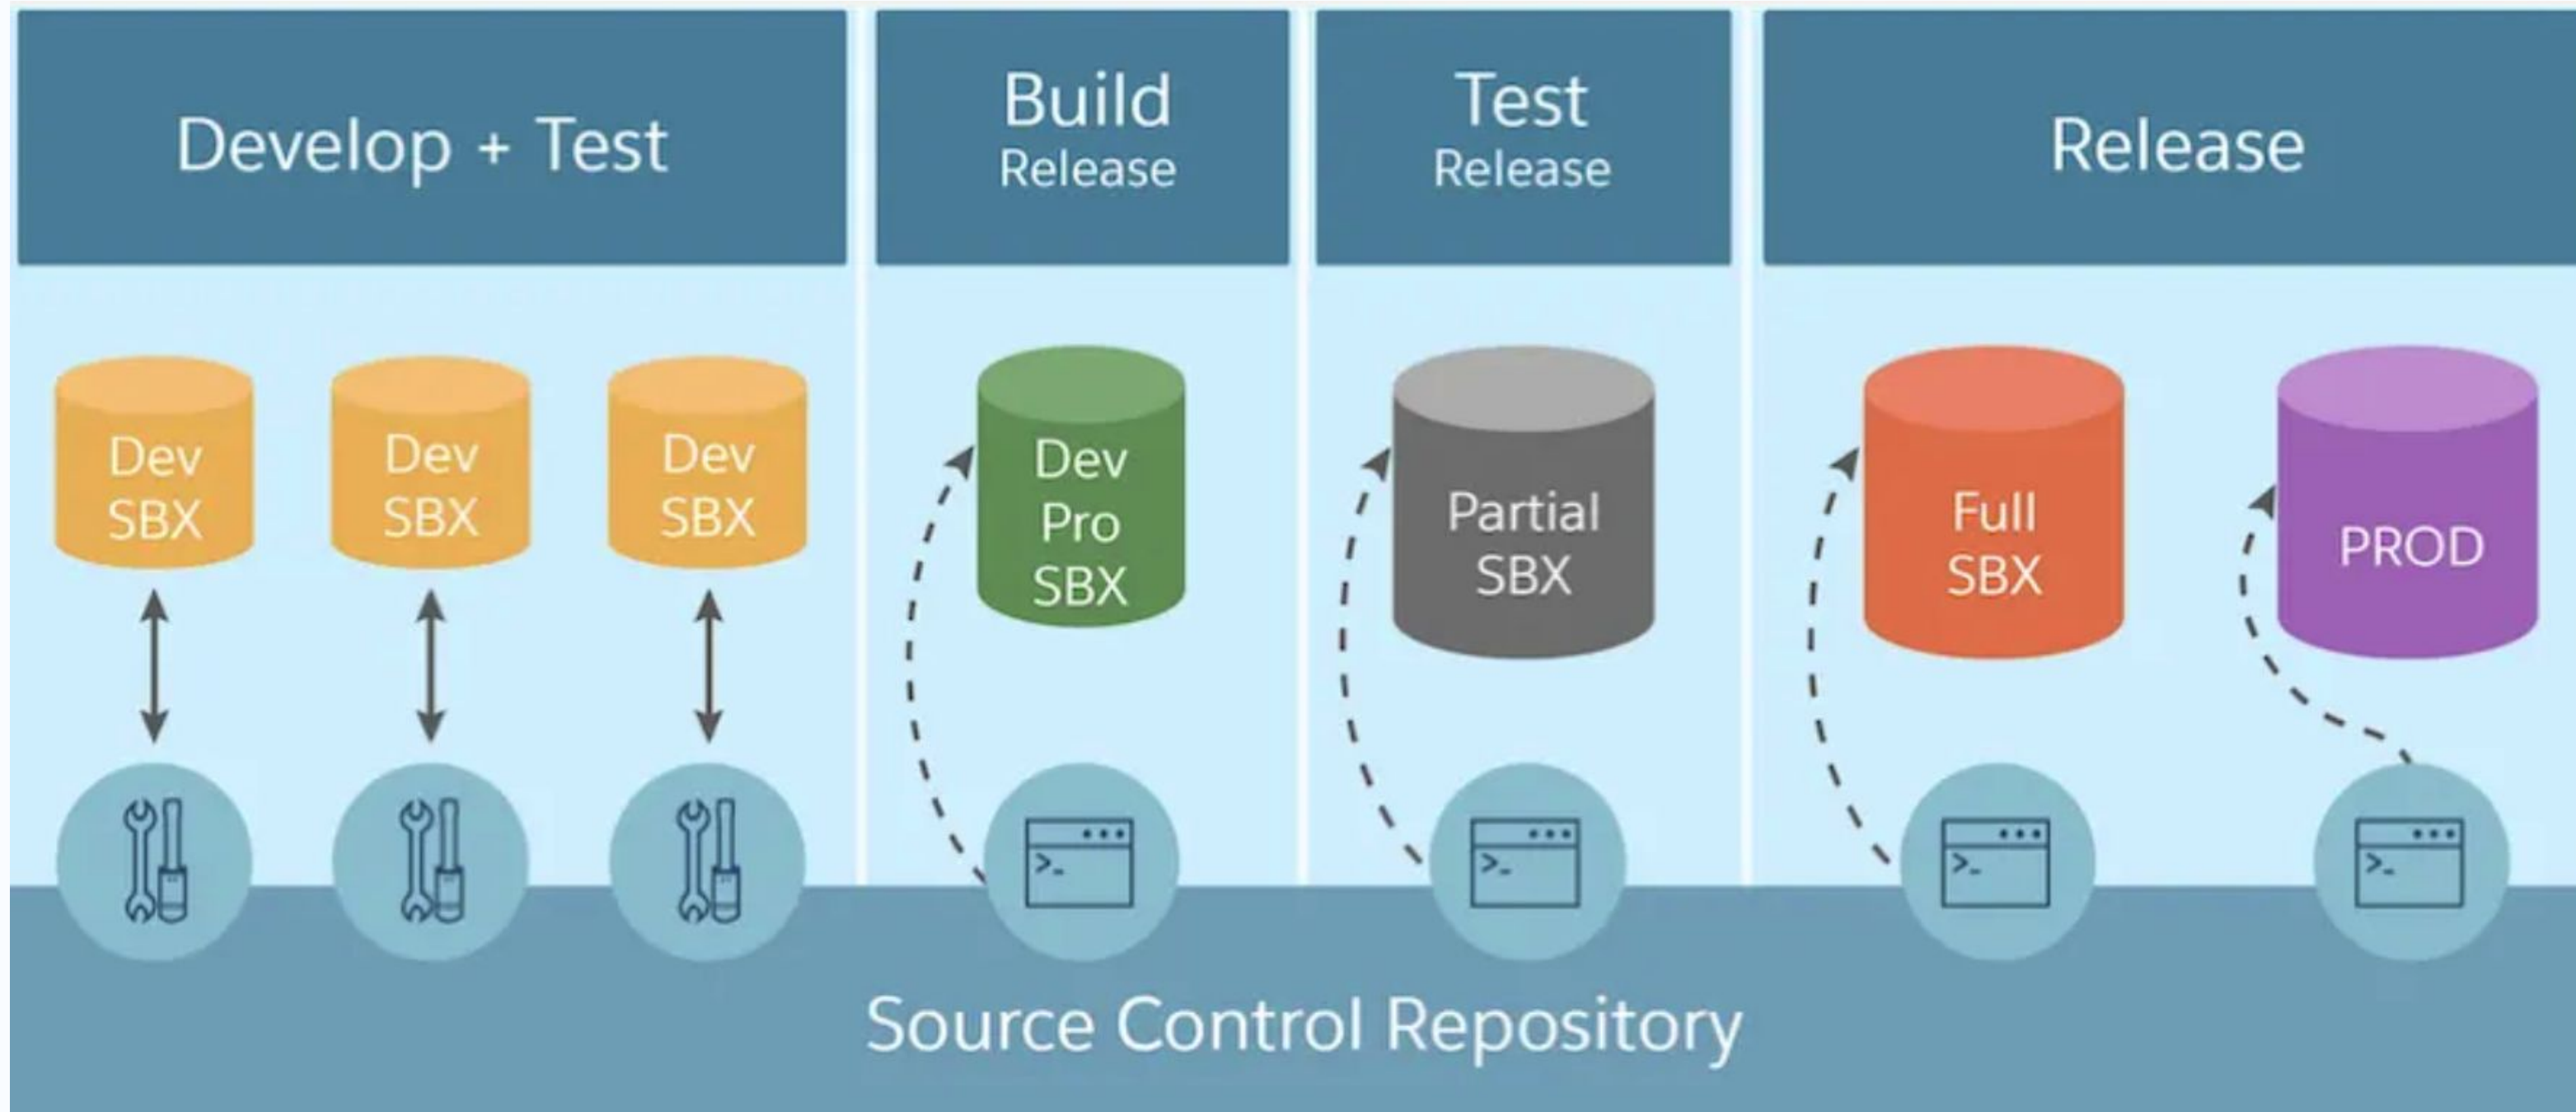 Develop + Test
Build
Release
Test
Release
Release
Dev
SBX
Dev
SBX
Dev
SBX
Dev
Pro
SBX
Partial
SBX
Full
SBX
PROD
>_
>_
>_
>_
Source Control Repository